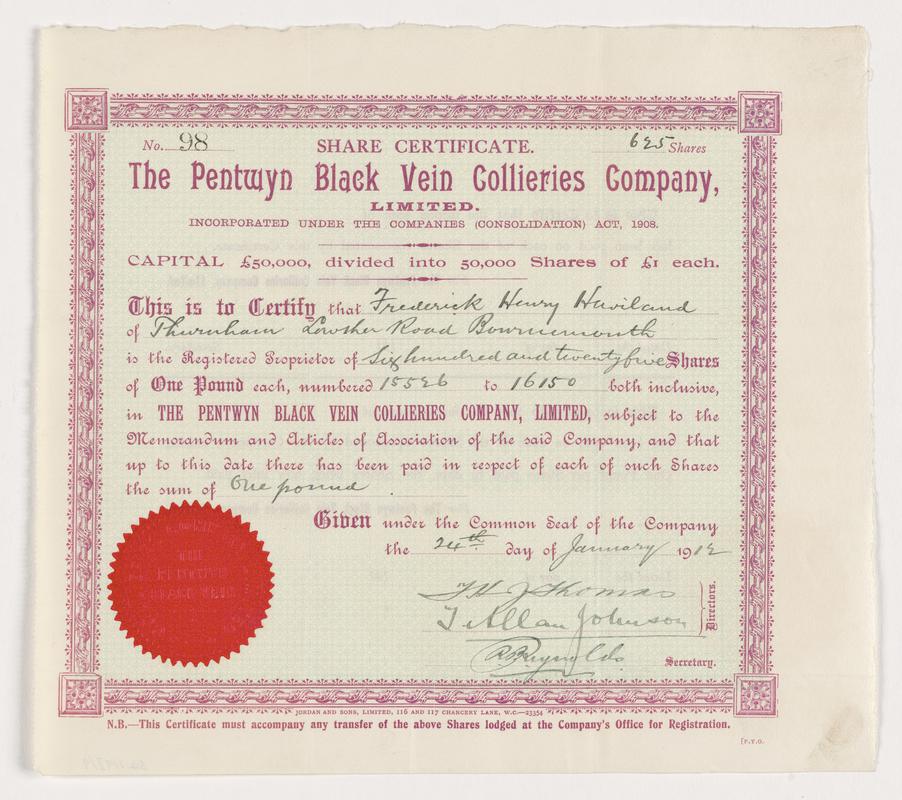 No. 98 SHARE CERTIFICATE. 625 Shares
The Pentwyn Black Vein Collieries Company,
LIMITED.
INCORPORATED UNDER THE COMPANIES (CONSOLIDATION) ACT, 1908.
CAPITAL £50,000, divided into 50,000 Shares of £1 each.
This is to Certify that Frederick Henry Haviland
of Thurnham Lowther Road Bournemouth
is the Registered Proprietor of Six hundred and twenty five Shares
of One Pound each, numbered 15526 to 16150 both inclusive,
in THE PENTWYN BLACK VEIN COLLIERIES COMPANY, LIMITED, subject to the
Memorandum and Articles of Association of the said Company, and that
up to this date there has been paid in respect of each of such Shares
the sum of One pound.
Given under the Common Seal of the Company
the 24th day of January 1912
Thomas
T Allan Johnson
Directors.
Reynolds
Secretary.
THE
PENTWYN
BLACK VEIN
JORDAN AND SONS, LIMITED, 116 AND 117 CHANCERY LANE, W.C.—23354
N.B.—This Certificate must accompany any transfer of the above Shares lodged at the Company's Office for Registration.
[P.T.O.